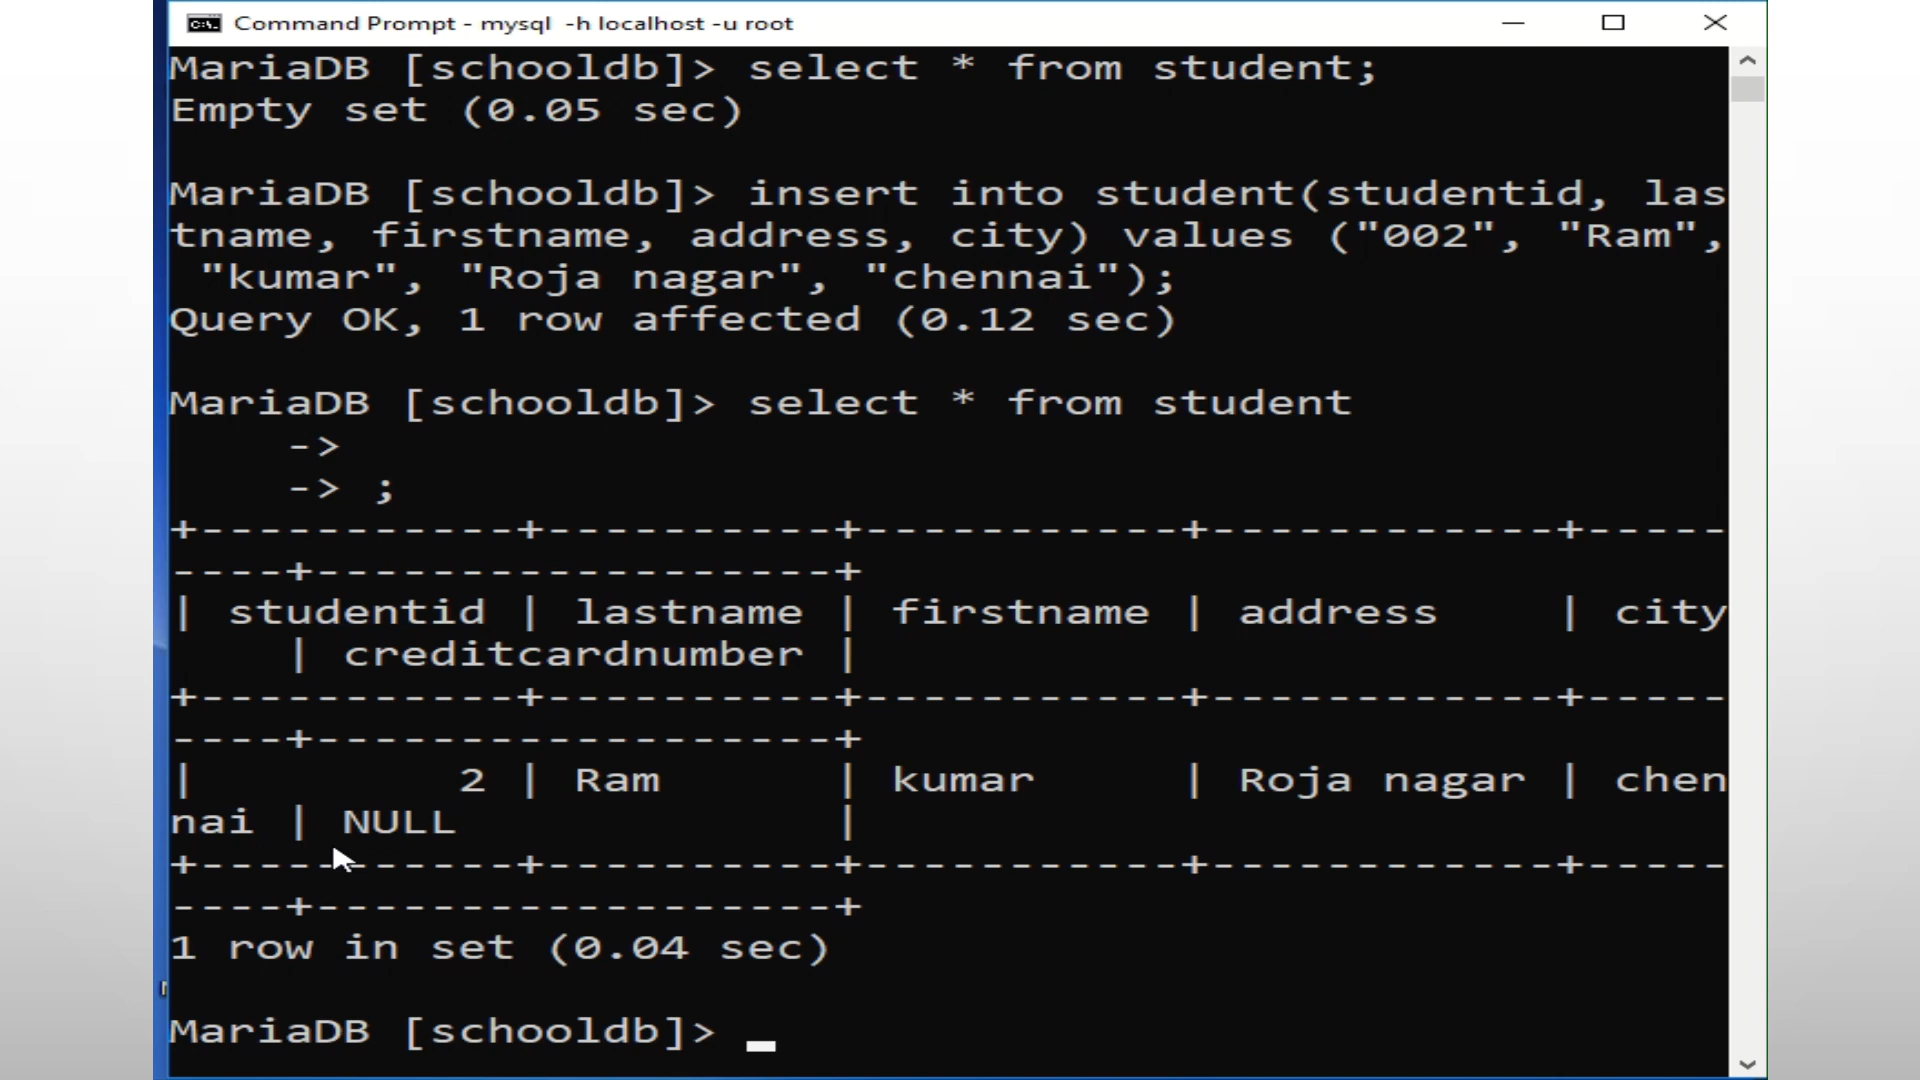 Command Prompt - mysql -h localhost -u root
MariaDB [schooldb]> select * from student;
Empty set (0.05 sec)
MariaDB [schooldb]> insert into student(studentid, las
tname, firstname, address, city) values ("002", "Ram",
"kumar", "Roja nagar", "chennai");
Query OK, 1 row affected (0.12 sec)
MariaDB [schooldb]> select * from student
->
-> ;
+-----------+----------+-----------+------------+-----
----+------------------+
| studentid | lastname | firstname | address    | city
    | creditcardnumber |
+-----------+----------+-----------+------------+-----
----+------------------+
|         2 | Ram      | kumar     | Roja nagar | chen
nai | NULL             |
+-----------+----------+-----------+------------+-----
----+------------------+
1 row in set (0.04 sec)
MariaDB [schooldb]>